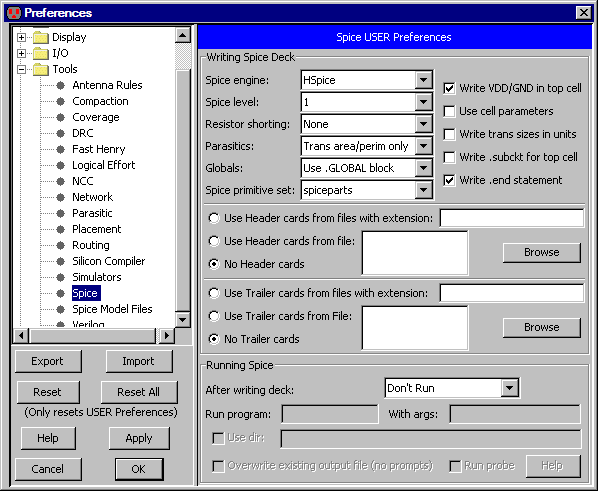 Preferences
Display
I/O
Tools
Antenna Rules
Compaction
Coverage
DRC
Fast Henry
Logical Effort
NCC
Network
Parasitic
Placement
Routing
Silicon Compiler
Simulators
Spice
Spice Model Files
Verilog
Export
Import
Reset
Reset All
(Only resets USER Preferences)
Help
Apply
Cancel
OK
Spice USER Preferences
Writing Spice Deck
Spice engine: HSpice
Spice level: 1
Resistor shorting: None
Parasitics: Trans area/perim only
Globals: Use .GLOBAL block
Spice primitive set: spiceparts
Write VDD/GND in top cell
Use cell parameters
Write trans sizes in units
Write .subckt for top cell
Write .end statement
Use Header cards from files with extension:
Use Header cards from file:
Browse
No Header cards
Use Trailer cards from files with extension:
Use Trailer cards from File:
Browse
No Trailer cards
Running Spice
After writing deck: Don't Run
Run program:
With args:
Use dir:
Overwrite existing output file (no prompts)
Run probe
Help